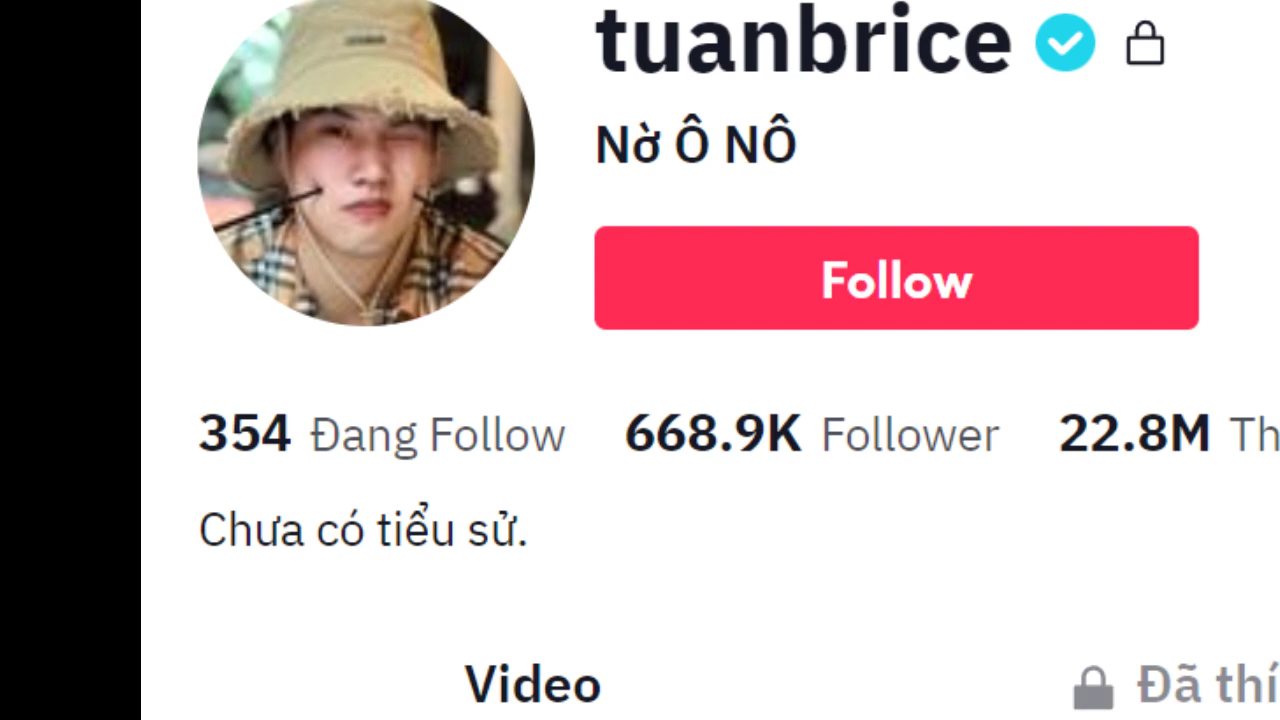 tuanbrice
Nờ Ô NÔ
Follow
354 Đang Follow 668.9K Follower 22.8M Th
Chưa có tiểu sử.
Video Đã thí